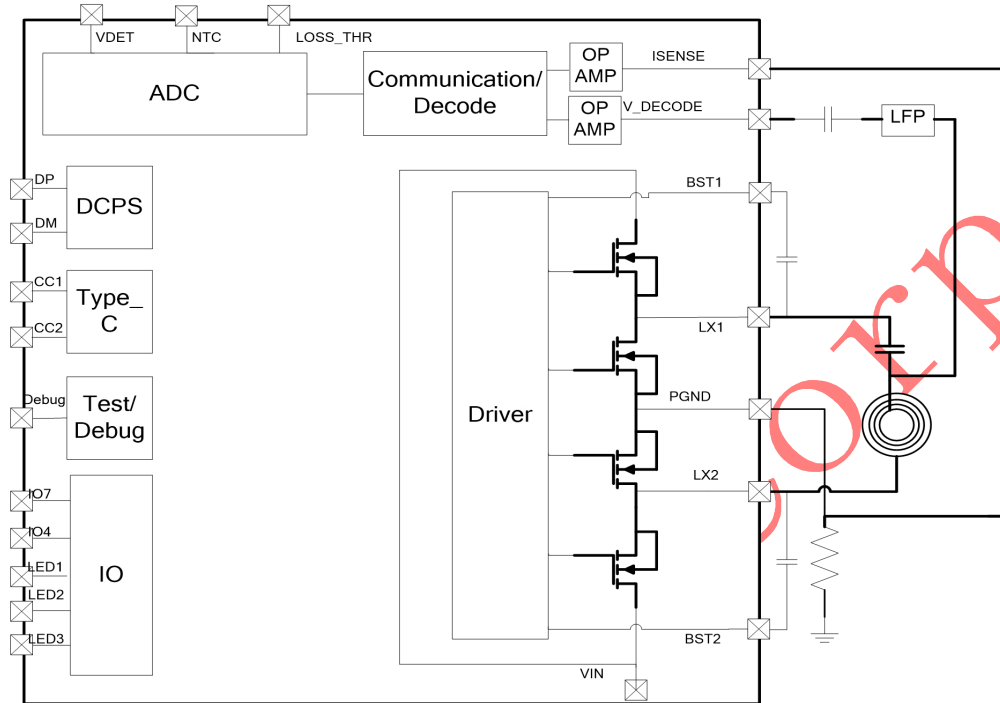 VDET
NTC
LOSS_THR
ADC
Communication/
Decode
OP
AMP
ISENSE
OP
AMP
V_DECODE
LFP
DP
DM
DCPS
BST1
CC1
CC2
Type_
C
LX1
Debug
Test/
Debug
Driver
PGND
LX2
IO7
IO4
LED1
LED2
LED3
IO
BST2
VIN
corp